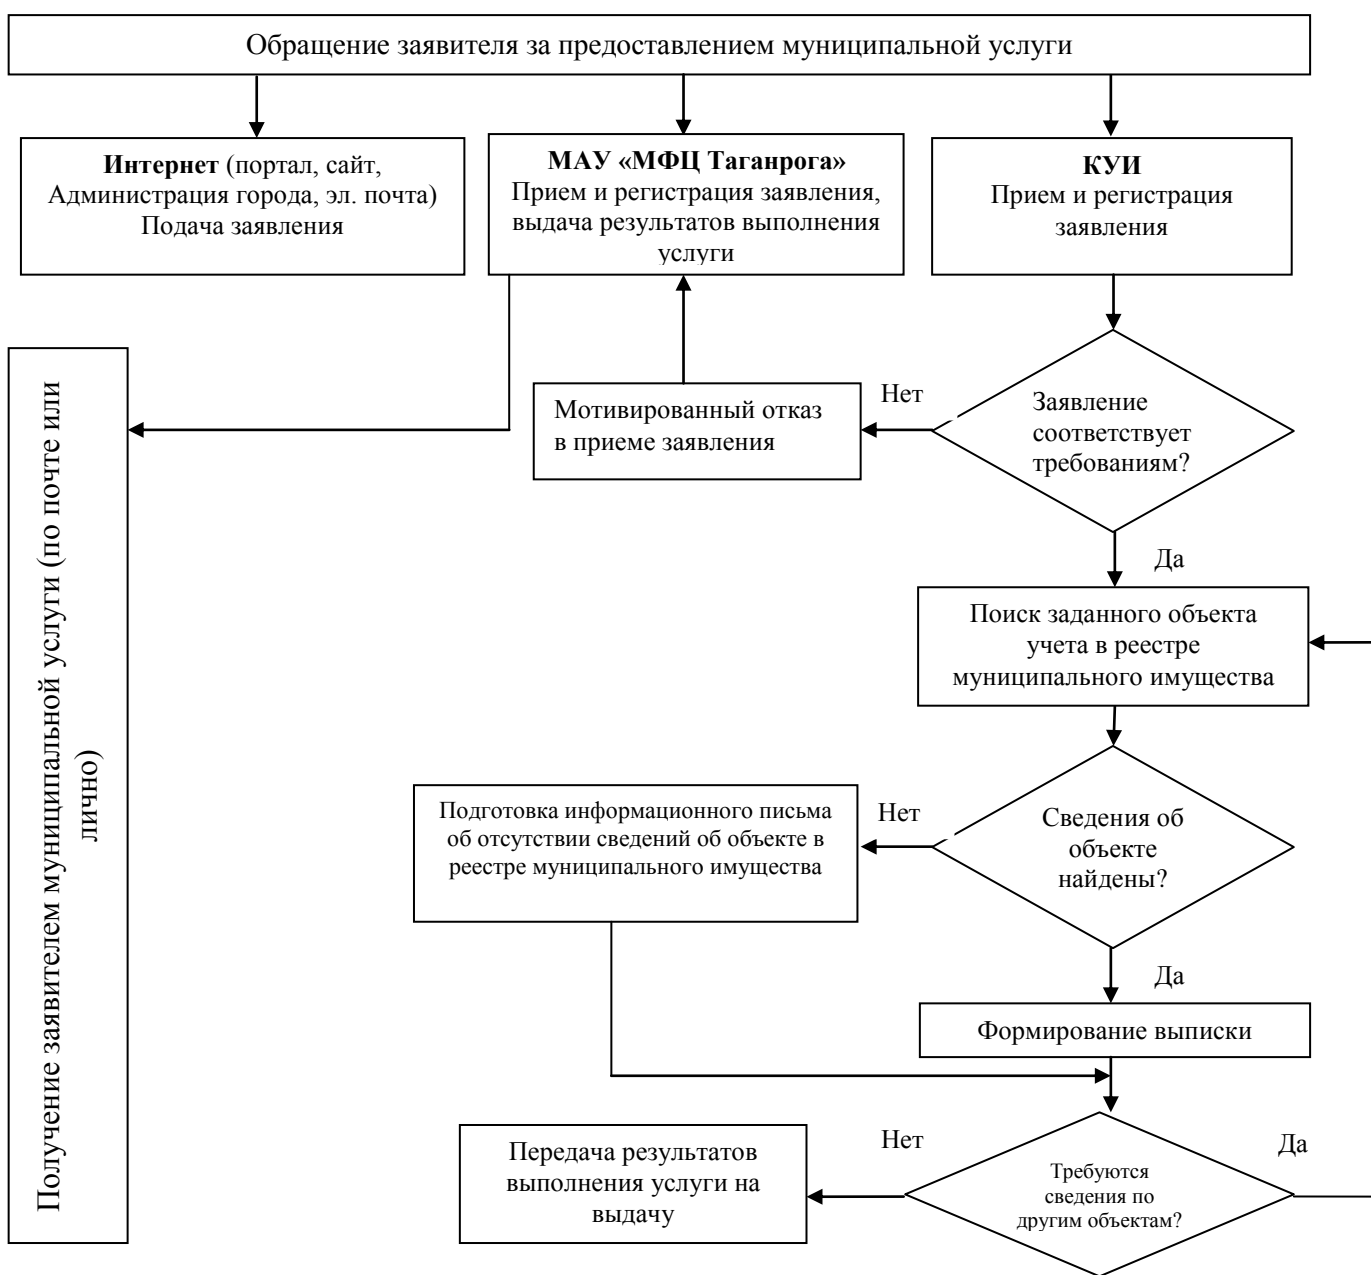 Обращение заявителя за предоставлением муниципальной услуги
Интернет (портал, сайт,
Администрация города, эл. почта)
Подача заявления
МАУ «МФЦ Таганрога»
Прием и регистрация заявления,
выдача результатов выполнения
услуги
КУИ
Прием и регистрация
заявления
Получение заявителем муниципальной услуги (по почте или
лично)
Мотивированный отказ
в приеме заявления
Нет
Заявление
соответствует
требованиям?
Да
Поиск заданного объекта
учета в реестре
муниципального имущества
Подготовка информационного письма
об отсутствии сведений об объекте в
реестре муниципального имущества
Нет
Сведения об
объекте
найдены?
Да
Формирование выписки
Передача результатов
выполнения услуги на
выдачу
Нет
Требуются
сведения по
другим объектам?
Да